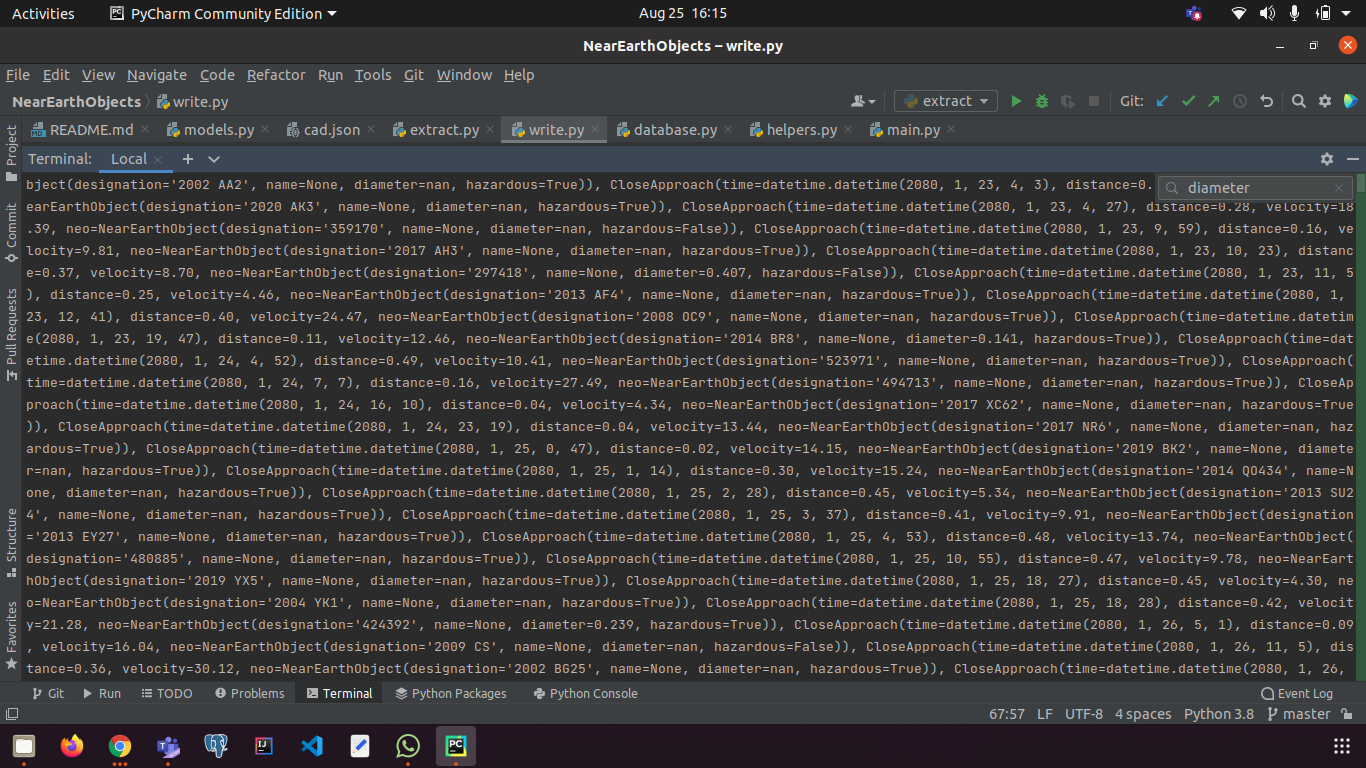 Activities PyCharm Community Edition Aug 25 16:15
NearEarthObjects – write.py
File Edit View Navigate Code Refactor Run Tools Git Window Help
NearEarthObjects write.py extract Git:
README.md models.py cad.json extract.py write.py database.py helpers.py main.py
Terminal: Local
diameter
bject(designation='2002 AA2', name=None, diameter=nan, hazardous=True)), CloseApproach(time=datetime.datetime(2080, 1, 23, 4, 3), distance=0.
earEarthObject(designation='2020 AK3', name=None, diameter=nan, hazardous=True)), CloseApproach(time=datetime.datetime(2080, 1, 23, 4, 27), distance=0.28, velocity=18
.39, neo=NearEarthObject(designation='359170', name=None, diameter=nan, hazardous=False)), CloseApproach(time=datetime.datetime(2080, 1, 23, 9, 59), distance=0.16, ve
locity=9.81, neo=NearEarthObject(designation='2017 AH3', name=None, diameter=nan, hazardous=True)), CloseApproach(time=datetime.datetime(2080, 1, 23, 10, 23), distanc
e=0.37, velocity=8.70, neo=NearEarthObject(designation='297418', name=None, diameter=0.407, hazardous=False)), CloseApproach(time=datetime.datetime(2080, 1, 23, 11, 5
), distance=0.25, velocity=4.46, neo=NearEarthObject(designation='2013 AF4', name=None, diameter=nan, hazardous=True)), CloseApproach(time=datetime.datetime(2080, 1,
23, 12, 41), distance=0.40, velocity=24.47, neo=NearEarthObject(designation='2008 OC9', name=None, diameter=nan, hazardous=True)), CloseApproach(time=datetime.datetim
e(2080, 1, 23, 19, 47), distance=0.11, velocity=12.46, neo=NearEarthObject(designation='2014 BR8', name=None, diameter=0.141, hazardous=True)), CloseApproach(time=dat
etime.datetime(2080, 1, 24, 4, 52), distance=0.49, velocity=10.41, neo=NearEarthObject(designation='523971', name=None, diameter=nan, hazardous=True)), CloseApproach(
time=datetime.datetime(2080, 1, 24, 7, 7), distance=0.16, velocity=27.49, neo=NearEarthObject(designation='494713', name=None, diameter=nan, hazardous=True)), CloseAp
proach(time=datetime.datetime(2080, 1, 24, 16, 10), distance=0.04, velocity=4.34, neo=NearEarthObject(designation='2017 XC62', name=None, diameter=nan, hazardous=True
)), CloseApproach(time=datetime.datetime(2080, 1, 24, 23, 19), distance=0.04, velocity=13.44, neo=NearEarthObject(designation='2017 NR6', name=None, diameter=nan, haz
ardous=True)), CloseApproach(time=datetime.datetime(2080, 1, 25, 0, 47), distance=0.02, velocity=14.15, neo=NearEarthObject(designation='2019 BK2', name=None, diamete
r=nan, hazardous=True)), CloseApproach(time=datetime.datetime(2080, 1, 25, 1, 14), distance=0.30, velocity=15.24, neo=NearEarthObject(designation='2014 QO434', name=N
one, diameter=nan, hazardous=True)), CloseApproach(time=datetime.datetime(2080, 1, 25, 2, 28), distance=0.45, velocity=5.34, neo=NearEarthObject(designation='2013 SU2
4', name=None, diameter=nan, hazardous=True)), CloseApproach(time=datetime.datetime(2080, 1, 25, 3, 37), distance=0.41, velocity=9.91, neo=NearEarthObject(designation
='2013 EY27', name=None, diameter=nan, hazardous=True)), CloseApproach(time=datetime.datetime(2080, 1, 25, 4, 53), distance=0.48, velocity=13.74, neo=NearEarthObject(
designation='480885', name=None, diameter=nan, hazardous=True)), CloseApproach(time=datetime.datetime(2080, 1, 25, 10, 55), distance=0.47, velocity=9.78, neo=NearEart
hObject(designation='2019 YX5', name=None, diameter=nan, hazardous=True)), CloseApproach(time=datetime.datetime(2080, 1, 25, 18, 27), distance=0.45, velocity=4.30, ne
o=NearEarthObject(designation='2004 YK1', name=None, diameter=nan, hazardous=True)), CloseApproach(time=datetime.datetime(2080, 1, 25, 18, 28), distance=0.42, velocit
y=21.28, neo=NearEarthObject(designation='424392', name=None, diameter=0.239, hazardous=True)), CloseApproach(time=datetime.datetime(2080, 1, 26, 5, 1), distance=0.09
, velocity=16.04, neo=NearEarthObject(designation='2009 CS', name=None, diameter=nan, hazardous=False)), CloseApproach(time=datetime.datetime(2080, 1, 26, 11, 5), dis
tance=0.36, velocity=30.12, neo=NearEarthObject(designation='2002 BG25', name=None, diameter=nan, hazardous=True)), CloseApproach(time=datetime.datetime(2080, 1, 26,
Project
Commit
Pull Requests
Structure
Favorites
Git Run TODO Problems Terminal Python Packages Python Console Event Log
67:57 LF UTF-8 4 spaces Python 3.8 master